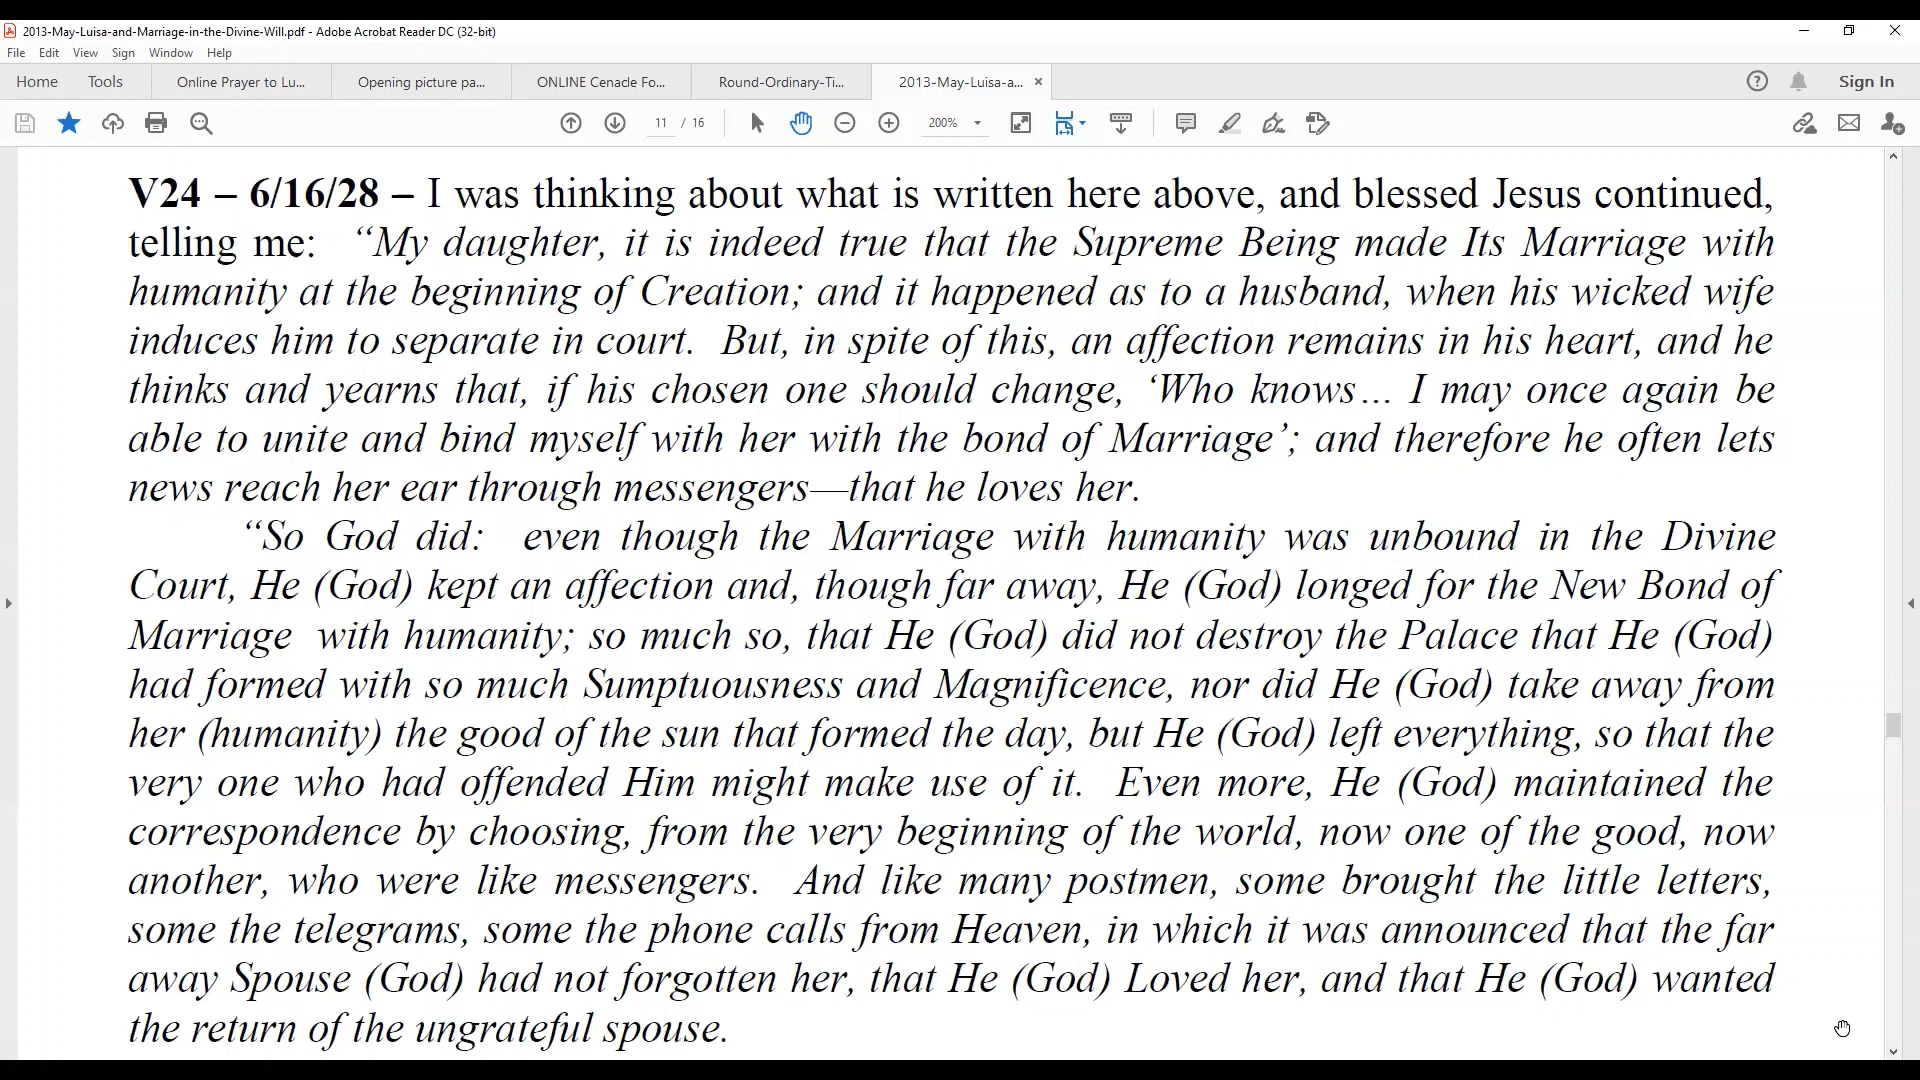 2013-May-Luisa-and-Marriage-in-the-Divine-Will.pdf - Adobe Acrobat Reader DC (32-bit)
File Edit View Sign Window Help
Home Tools Online Prayer to Lu... Opening picture pa... ONLINE Cenacle Fo... Round-Ordinary-Ti... 2013-May-Luisa-a... × Sign In
11 / 16 200%
V24 – 6/16/28 – I was thinking about what is written here above, and blessed Jesus continued,
telling me: “My daughter, it is indeed true that the Supreme Being made Its Marriage with
humanity at the beginning of Creation; and it happened as to a husband, when his wicked wife
induces him to separate in court. But, in spite of this, an affection remains in his heart, and he
thinks and yearns that, if his chosen one should change, ‘Who knows… I may once again be
able to unite and bind myself with her with the bond of Marriage’; and therefore he often lets
news reach her ear through messengers—that he loves her.
“So God did: even though the Marriage with humanity was unbound in the Divine
Court, He (God) kept an affection and, though far away, He (God) longed for the New Bond of
Marriage with humanity; so much so, that He (God) did not destroy the Palace that He (God)
had formed with so much Sumptuousness and Magnificence, nor did He (God) take away from
her (humanity) the good of the sun that formed the day, but He (God) left everything, so that the
very one who had offended Him might make use of it. Even more, He (God) maintained the
correspondence by choosing, from the very beginning of the world, now one of the good, now
another, who were like messengers. And like many postmen, some brought the little letters,
some the telegrams, some the phone calls from Heaven, in which it was announced that the far
away Spouse (God) had not forgotten her, that He (God) Loved her, and that He (God) wanted
the return of the ungrateful spouse.